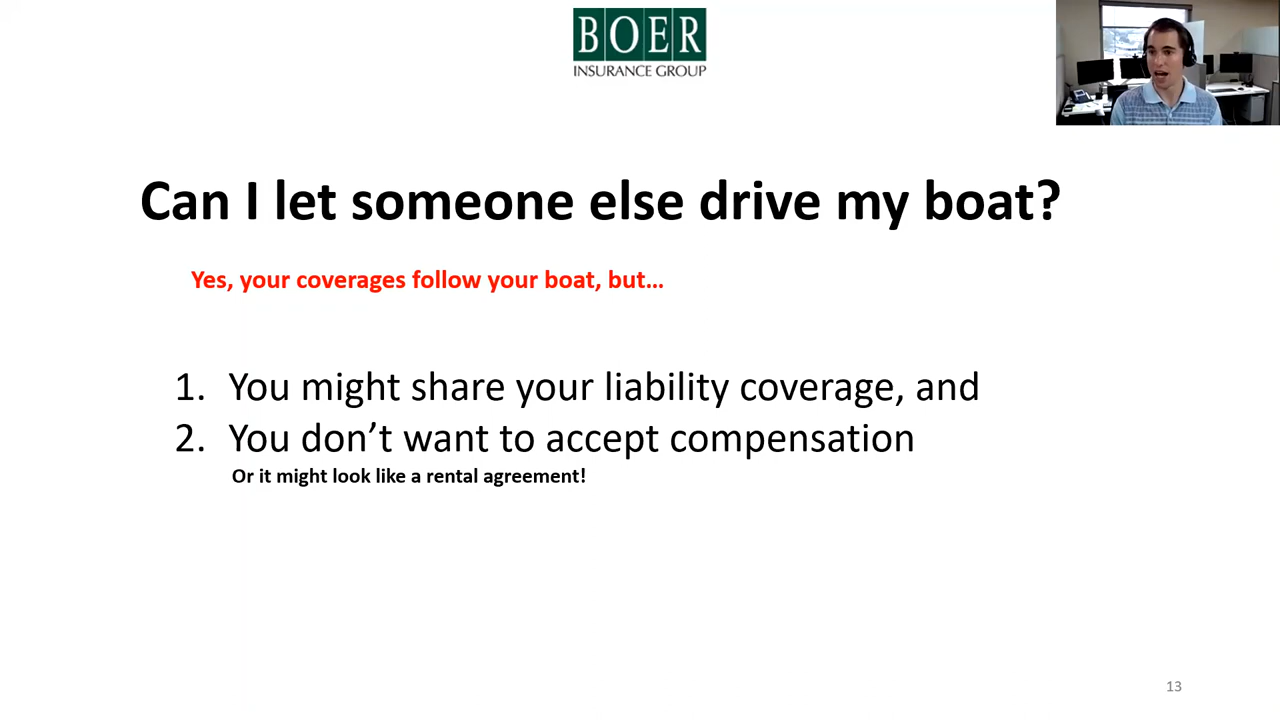 BOER
INSURANCE GROUP
Can I let someone else drive my boat?
Yes, your coverages follow your boat, but…
1. You might share your liability coverage, and
2. You don’t want to accept compensation
Or it might look like a rental agreement!
13